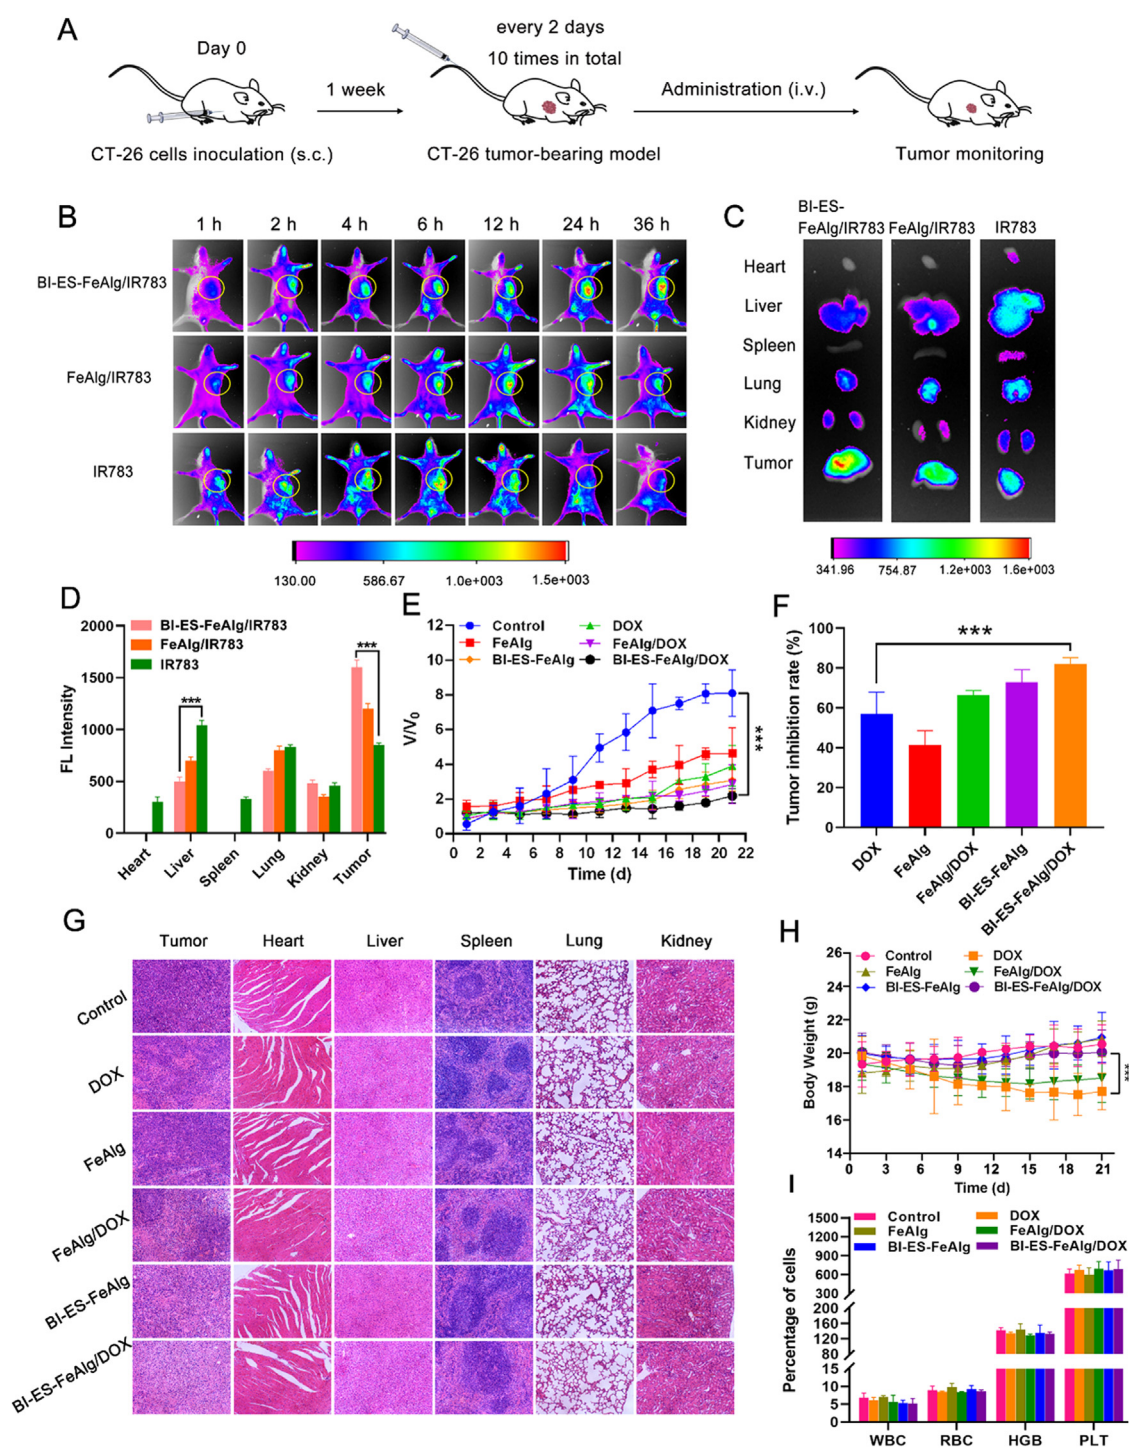 A
Day 0
1 week
every 2 days
10 times in total
Administration (i.v.)
CT-26 cells inoculation (s.c.)
CT-26 tumor-bearing model
Tumor monitoring
B
1 h 2 h 4 h 6 h 12 h 24 h 36 h
BI-ES-FeAlg/IR783
FeAlg/IR783
IR783
130.00 586.67 1.0e+003 1.5e+003
C
BI-ES-
FeAlg/IR783 FeAlg/IR783 IR783
Heart
Liver
Spleen
Lung
Kidney
Tumor
341.96 754.87 1.2e+003 1.6e+003
D
BI-ES-FeAlg/IR783
FeAlg/IR783
IR783
***
***
FL Intensity
2000
1500
1000
500
0
Heart Liver Spleen Lung Kidney Tumor
E
Control
FeAlg
BI-ES-FeAlg
DOX
FeAlg/DOX
BI-ES-FeAlg/DOX
***
V/V0
12
10
8
6
4
2
0
0 2 4 6 8 10 12 14 16 18 20 22
Time (d)
F
***
Tumor inhibition rate (%)
100
80
60
40
20
0
DOX FeAlg FeAlg/DOX BI-ES-FeAlg BI-ES-FeAlg/DOX
G
Tumor Heart Liver Spleen Lung Kidney
Control
DOX
FeAlg
FeAlg/DOX
BI-ES-FeAlg
BI-ES-FeAlg/DOX
H
Control
FeAlg
BI-ES-FeAlg
DOX
FeAlg/DOX
BI-ES-FeAlg/DOX
***
Body Weight (g)
26
24
22
20
18
16
14
0 3 6 9 12 15 18 21
Time (d)
I
Control
FeAlg
BI-ES-FeAlg
DOX
FeAlg/DOX
BI-ES-FeAlg/DOX
Percentage of cells
1500
1200
900
600
300
200
160
120
80
15
10
5
0
WBC RBC HGB PLT